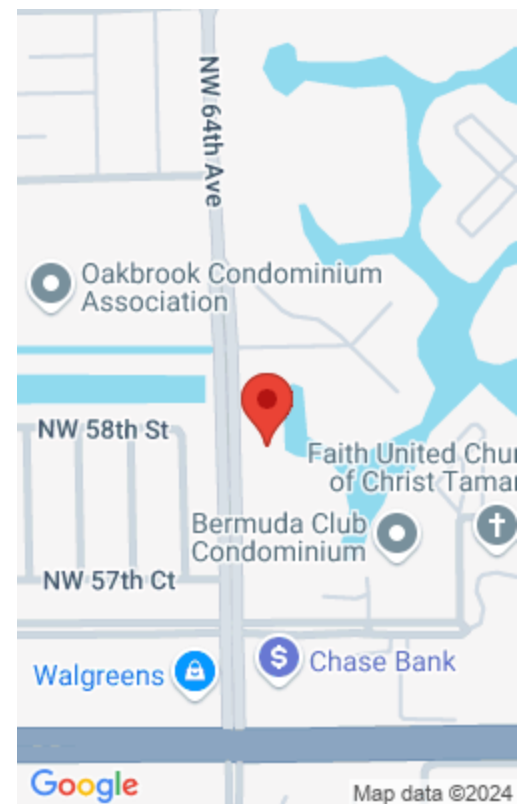 NW 64th Ave
Oakbrook Condominium
Association
NW 58th St
Faith United Chur
of Christ Tamar
Bermuda Club
Condominium
NW 57th Ct
Walgreens
$ Chase Bank
Google
Map data ©2024